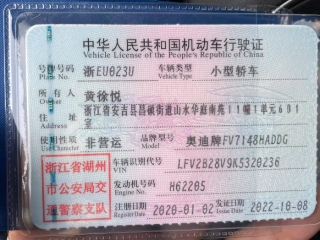 中华人民共和国机动车行驶证
Vehicle License of the People's Republic of China
号牌号码 浙EU023U 车辆类型 小型轿车
Plate No. Vehicle Type
所有人 黄徐悦
Owner
住址 浙江省安吉县昌硕街道山水华庭南苑11幢1单元601
室
Address
使用性质 非营运 品牌型号 奥迪牌FV7148HADDG
Use Character Model
浙江省湖州
市公安局交
通警察支队
车辆识别代号 LFV2B28V9K5320236
VIN
发动机号码 H62205
Engine No.
注册日期 2020-01-02 发证日期 2022-10-08
Register Date Issue Date